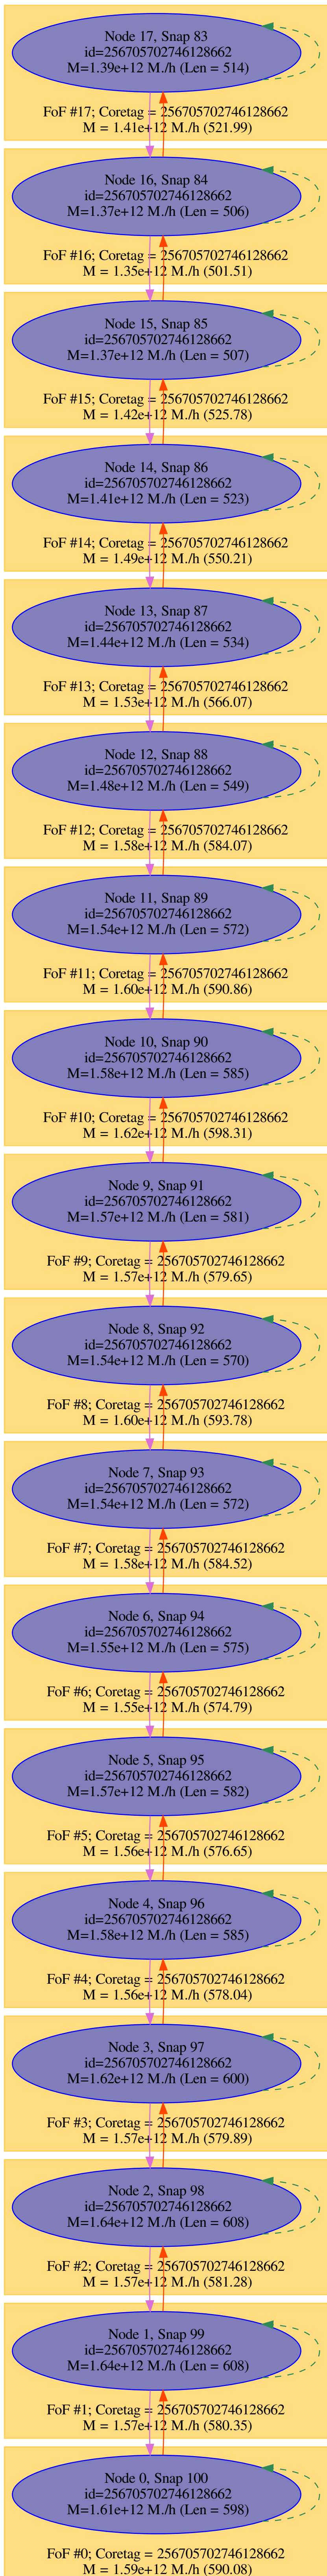 Node 17, Snap 83
id=256705702746128662
M=1.39e+12 M./h (Len = 514)
FoF #17; Coretag = 256705702746128662
M = 1.41e+12 M./h (521.99)
Node 16, Snap 84
id=256705702746128662
M=1.37e+12 M./h (Len = 506)
FoF #16; Coretag = 256705702746128662
M = 1.35e+12 M./h (501.51)
Node 15, Snap 85
id=256705702746128662
M=1.37e+12 M./h (Len = 507)
FoF #15; Coretag = 256705702746128662
M = 1.42e+12 M./h (525.78)
Node 14, Snap 86
id=256705702746128662
M=1.41e+12 M./h (Len = 523)
FoF #14; Coretag = 256705702746128662
M = 1.49e+12 M./h (550.21)
Node 13, Snap 87
id=256705702746128662
M=1.44e+12 M./h (Len = 534)
FoF #13; Coretag = 256705702746128662
M = 1.53e+12 M./h (566.07)
Node 12, Snap 88
id=256705702746128662
M=1.48e+12 M./h (Len = 549)
FoF #12; Coretag = 256705702746128662
M = 1.58e+12 M./h (584.07)
Node 11, Snap 89
id=256705702746128662
M=1.54e+12 M./h (Len = 572)
FoF #11; Coretag = 256705702746128662
M = 1.60e+12 M./h (590.86)
Node 10, Snap 90
id=256705702746128662
M=1.58e+12 M./h (Len = 585)
FoF #10; Coretag = 256705702746128662
M = 1.62e+12 M./h (598.31)
Node 9, Snap 91
id=256705702746128662
M=1.57e+12 M./h (Len = 581)
FoF #9; Coretag = 256705702746128662
M = 1.57e+12 M./h (579.65)
Node 8, Snap 92
id=256705702746128662
M=1.54e+12 M./h (Len = 570)
FoF #8; Coretag = 256705702746128662
M = 1.60e+12 M./h (593.78)
Node 7, Snap 93
id=256705702746128662
M=1.54e+12 M./h (Len = 572)
FoF #7; Coretag = 256705702746128662
M = 1.58e+12 M./h (584.52)
Node 6, Snap 94
id=256705702746128662
M=1.55e+12 M./h (Len = 575)
FoF #6; Coretag = 256705702746128662
M = 1.55e+12 M./h (574.79)
Node 5, Snap 95
id=256705702746128662
M=1.57e+12 M./h (Len = 582)
FoF #5; Coretag = 256705702746128662
M = 1.56e+12 M./h (576.65)
Node 4, Snap 96
id=256705702746128662
M=1.58e+12 M./h (Len = 585)
FoF #4; Coretag = 256705702746128662
M = 1.56e+12 M./h (578.04)
Node 3, Snap 97
id=256705702746128662
M=1.62e+12 M./h (Len = 600)
FoF #3; Coretag = 256705702746128662
M = 1.57e+12 M./h (579.89)
Node 2, Snap 98
id=256705702746128662
M=1.64e+12 M./h (Len = 608)
FoF #2; Coretag = 256705702746128662
M = 1.57e+12 M./h (581.28)
Node 1, Snap 99
id=256705702746128662
M=1.64e+12 M./h (Len = 608)
FoF #1; Coretag = 256705702746128662
M = 1.57e+12 M./h (580.35)
Node 0, Snap 100
id=256705702746128662
M=1.61e+12 M./h (Len = 598)
FoF #0; Coretag = 256705702746128662
M = 1.59e+12 M./h (590.08)